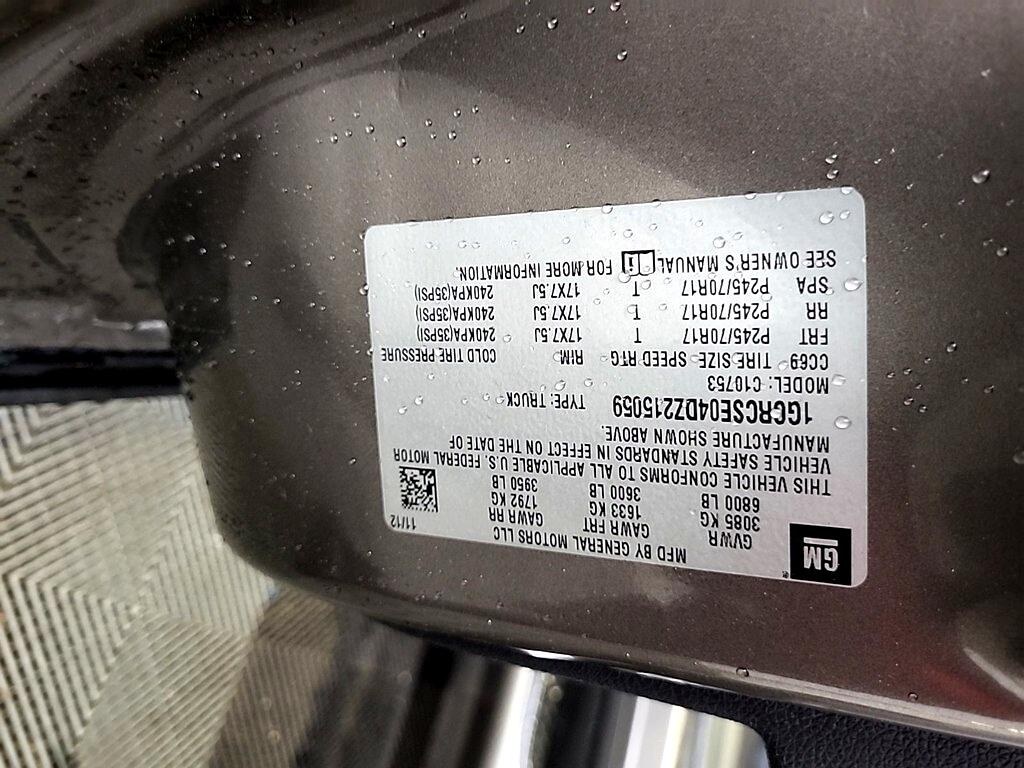 GM
MFD BY GENERAL MOTORS LLC
11/12
GVWR GAWR FRT GAWR RR
3085 KG 1633 KG 1792 KG
6800 LB 3600 LB 3950 LB
THIS VEHICLE CONFORMS TO ALL APPLICABLE U.S. FEDERAL MOTOR
VEHICLE SAFETY STANDARDS IN EFFECT ON THE DATE OF
MANUFACTURE SHOWN ABOVE.
1GCRCSE04DZ215059 TYPE: TRUCK
MODEL: C10753
CC69 TIRE SIZE SPEED RTG RIM COLD TIRE PRESSURE
FRT P245/70R17 T 17X7.5J 240KPA(35PSI)
RR P245/70R17 T 17X7.5J 240KPA(35PSI)
SPA P245/70R17 T 17X7.5J 240KPA(35PSI)
SEE OWNER'S MANUAL i FOR MORE INFORMATION.